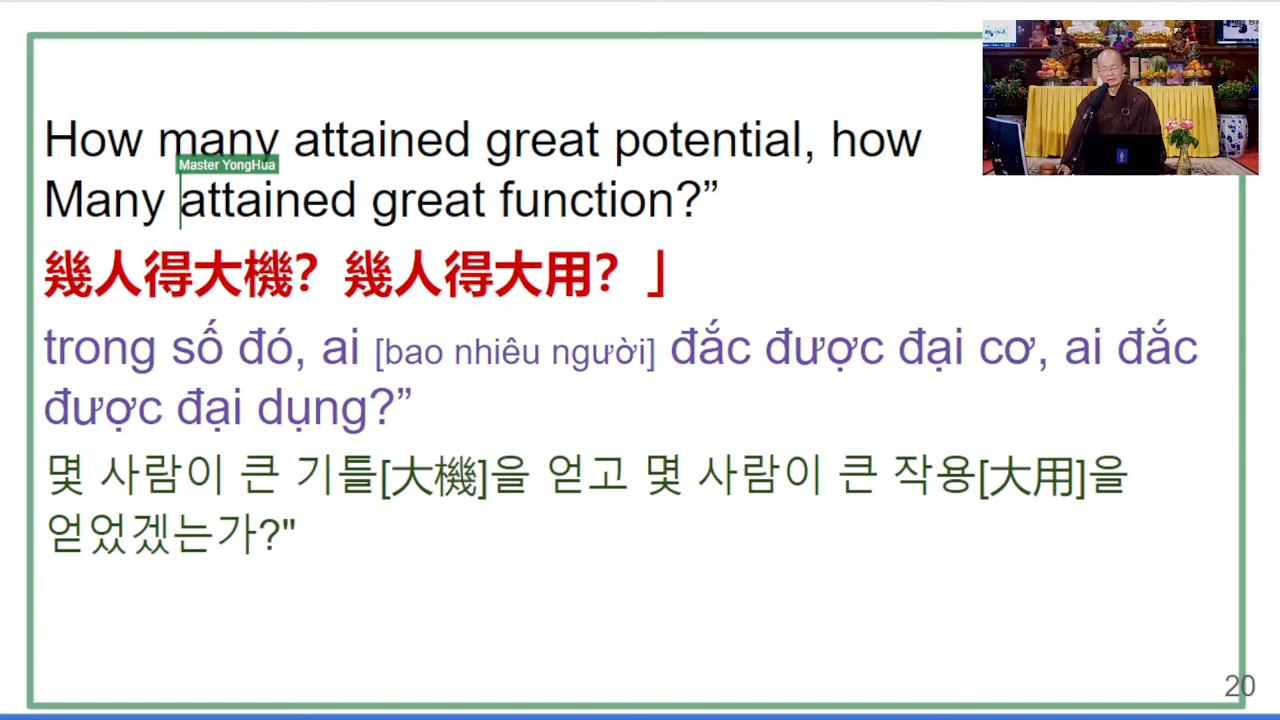 How many attained great potential, how
Master YongHua
Many attained great function?”
幾人得大機？幾人得大用？」
trong số đó, ai [bao nhiêu người] đắc được đại cơ, ai đắc
được đại dụng?”
몇 사람이 큰 기틀[大機]을 얻고 몇 사람이 큰 작용[大用]을
얻었겠는가?"
20